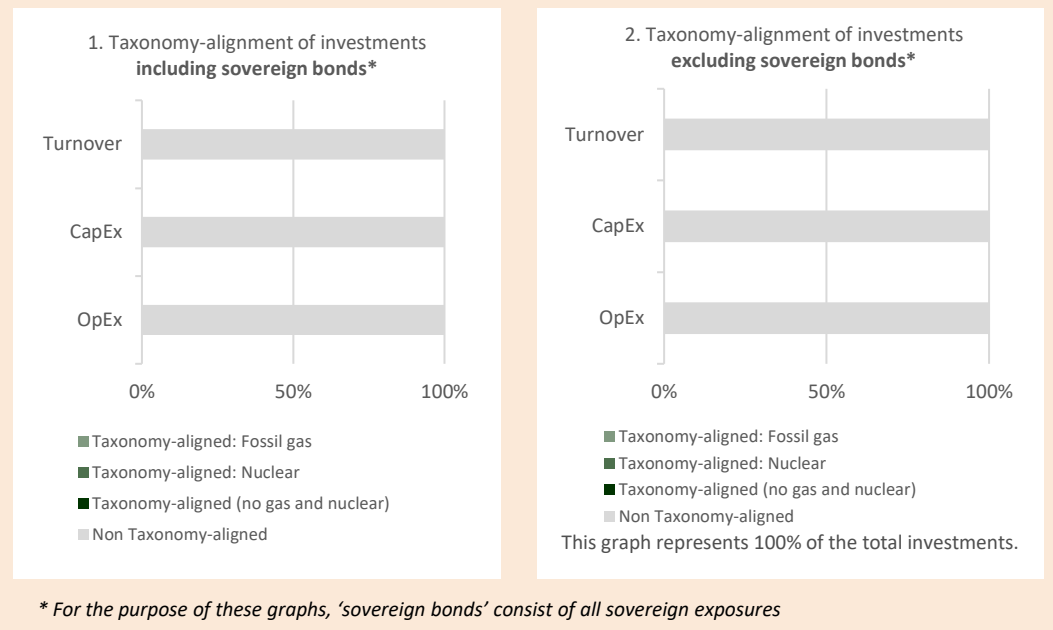 1. Taxonomy-alignment of investments
including sovereign bonds*
Turnover
CapEx
OpEx
0% 50% 100%
Taxonomy-aligned: Fossil gas
Taxonomy-aligned: Nuclear
Taxonomy-aligned (no gas and nuclear)
Non Taxonomy-aligned
2. Taxonomy-alignment of investments
excluding sovereign bonds*
Turnover
CapEx
OpEx
0% 50% 100%
Taxonomy-aligned: Fossil gas
Taxonomy-aligned: Nuclear
Taxonomy-aligned (no gas and nuclear)
Non Taxonomy-aligned
This graph represents 100% of the total investments.
* For the purpose of these graphs, ‘sovereign bonds’ consist of all sovereign exposures